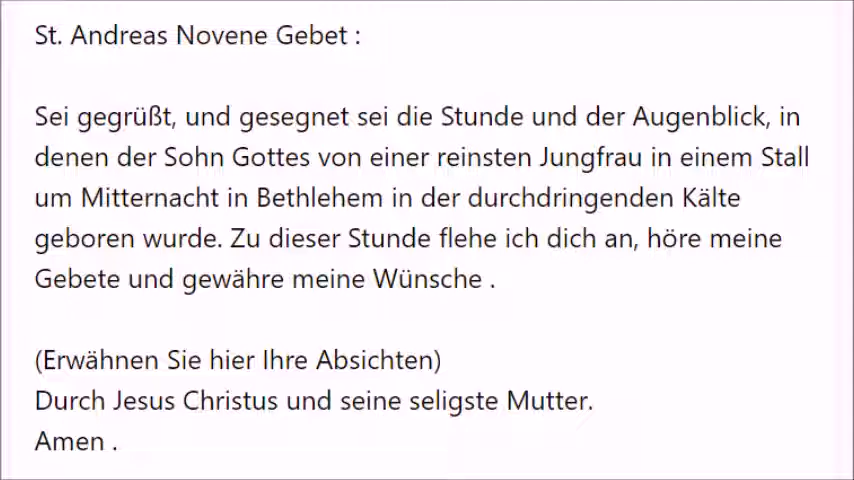 St. Andreas Novene Gebet :
Sei gegrüßt, und gesegnet sei die Stunde und der Augenblick, in
denen der Sohn Gottes von einer reinsten Jungfrau in einem Stall
um Mitternacht in Bethlehem in der durchdringenden Kälte
geboren wurde. Zu dieser Stunde flehe ich dich an, höre meine
Gebete und gewähre meine Wünsche .
(Erwähnen Sie hier Ihre Absichten)
Durch Jesus Christus und seine seligste Mutter.
Amen .